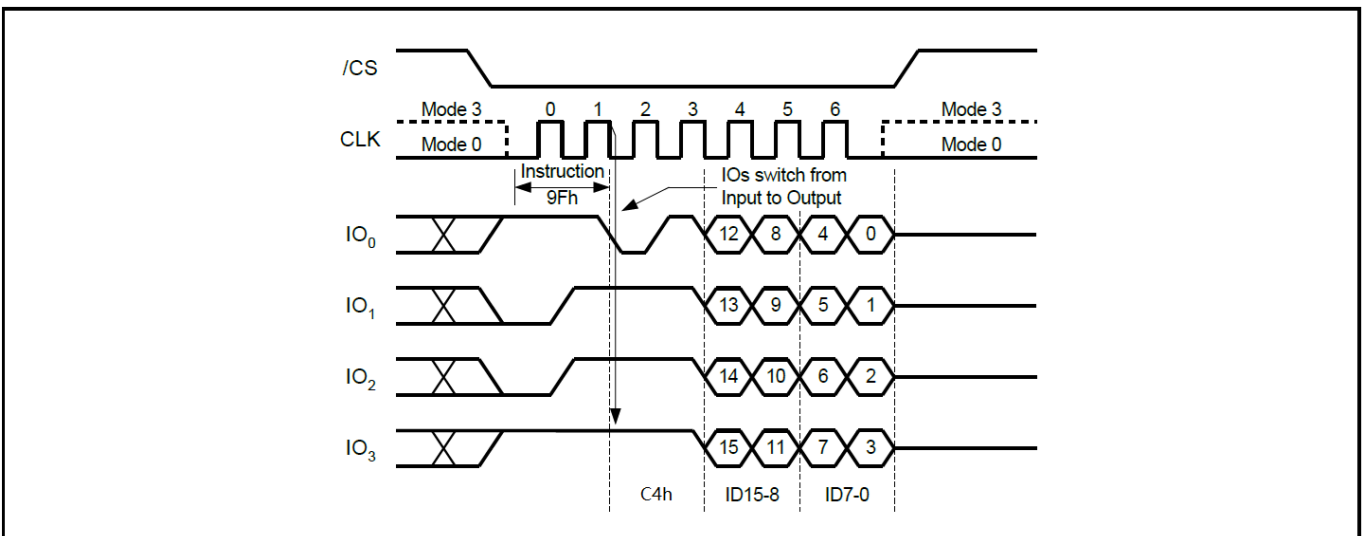 /CS
Mode 3 0 1 2 3 4 5 6 Mode 3
CLK
Mode 0 Mode 0
Instruction
9Fh
IOs switch from
Input to Output
IO0 12 8 4 0
IO1 13 9 5 1
IO2 14 10 6 2
IO3 15 11 7 3
C4h ID15-8 ID7-0